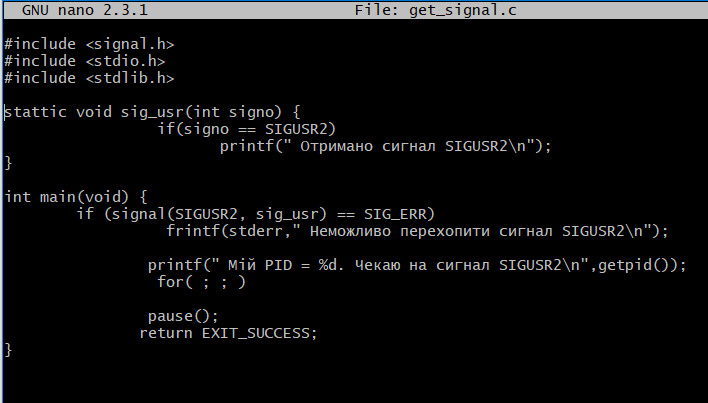 GNU nano 2.3.1 File: get_signal.c
#include <signal.h>
#include <stdio.h>
#include <stdlib.h>
stattic void sig_usr(int signo) {
if(signo == SIGUSR2)
printf(" Отримано сигнал SIGUSR2\n");
}
int main(void) {
if (signal(SIGUSR2, sig_usr) == SIG_ERR)
frintf(stderr," Неможливо перехопити сигнал SIGUSR2\n");
printf(" Мій PID = %d. Чекаю на сигнал SIGUSR2\n",getpid());
for( ; ; )
pause();
return EXIT_SUCCESS;
}